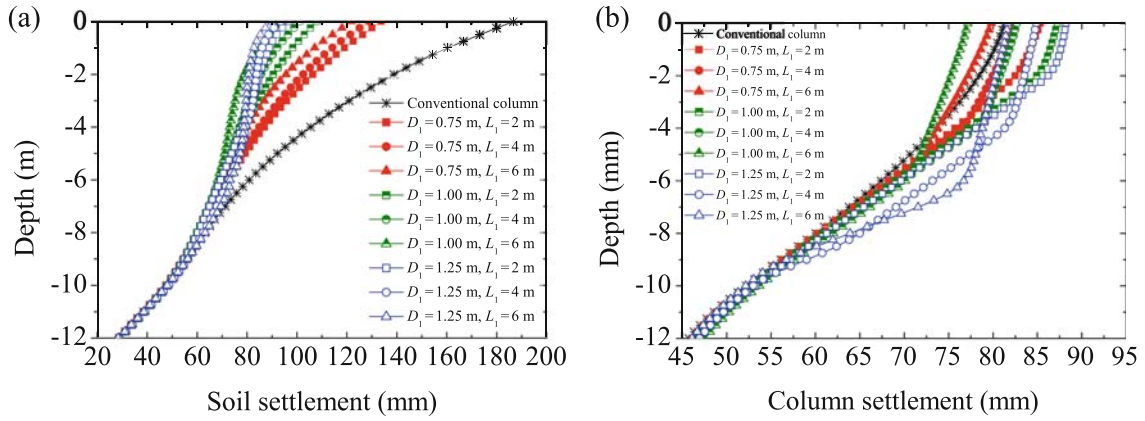 (a)
0
-2
-4
-6
-8
-10
-12
Depth (m)
20 40 60 80 100 120 140 160 180 200
Soil settlement (mm)
Conventional column
D1 = 0.75 m, L1 = 2 m
D1 = 0.75 m, L1 = 4 m
D1 = 0.75 m, L1 = 6 m
D1 = 1.00 m, L1 = 2 m
D1 = 1.00 m, L1 = 4 m
D1 = 1.00 m, L1 = 6 m
D1 = 1.25 m, L1 = 2 m
D1 = 1.25 m, L1 = 4 m
D1 = 1.25 m, L1 = 6 m
(b)
0
-2
-4
-6
-8
-10
-12
Depth (mm)
45 50 55 60 65 70 75 80 85 90 95
Column settlement (mm)
Conventional column
D1 = 0.75 m, L1 = 2 m
D1 = 0.75 m, L1 = 4 m
D1 = 0.75 m, L1 = 6 m
D1 = 1.00 m, L1 = 2 m
D1 = 1.00 m, L1 = 4 m
D1 = 1.00 m, L1 = 6 m
D1 = 1.25 m, L1 = 2 m
D1 = 1.25 m, L1 = 4 m
D1 = 1.25 m, L1 = 6 m